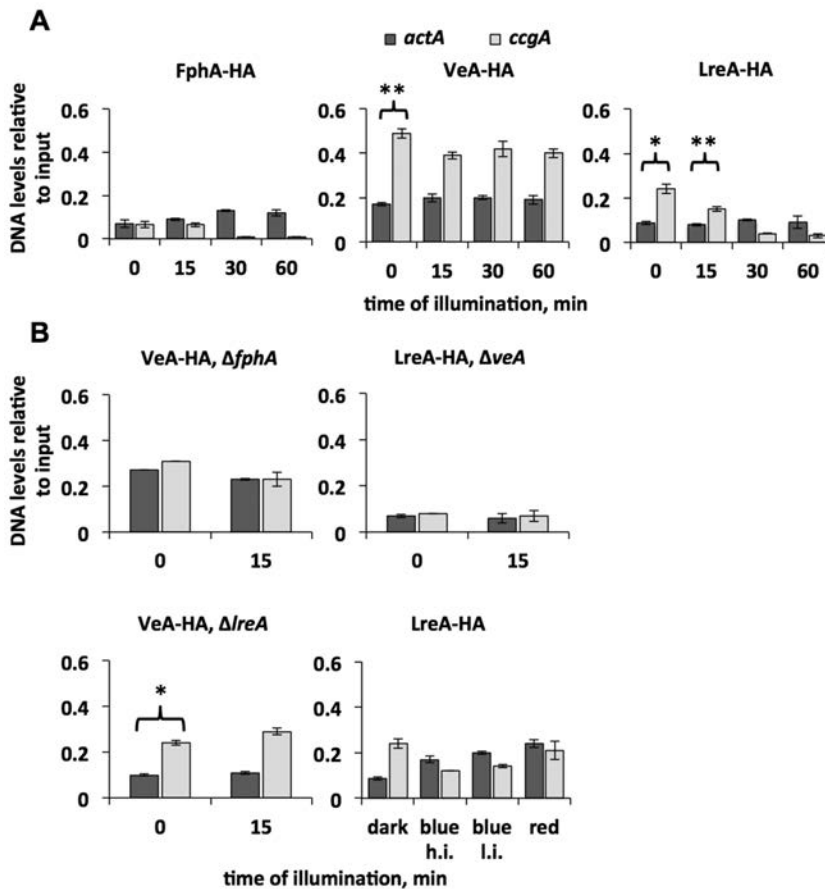 A
actA ccgA
FphA-HA VeA-HA LreA-HA
DNA levels relative
to input
0.6 0.6 0.6
** * **
0.4 0.4 0.4
0.2 0.2 0.2
0 0 0
0 15 30 60 0 15 30 60 0 15 30 60
time of illumination, min
B
VeA-HA, ΔfphA LreA-HA, ΔveA
DNA levels relative
to input
0.6 0.6
0.4 0.4
0.2 0.2
0 0
0 15 0 15
VeA-HA, ΔlreA LreA-HA
0.6 0.6
*
0.4 0.4
0.2 0.2
0 0
0 15 dark blue blue red
h.i. l.i.
time of illumination, min